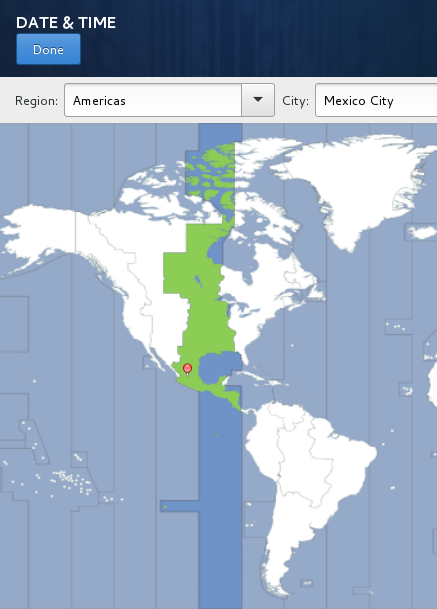 DATE & TIME
Done
Region: Americas City: Mexico City